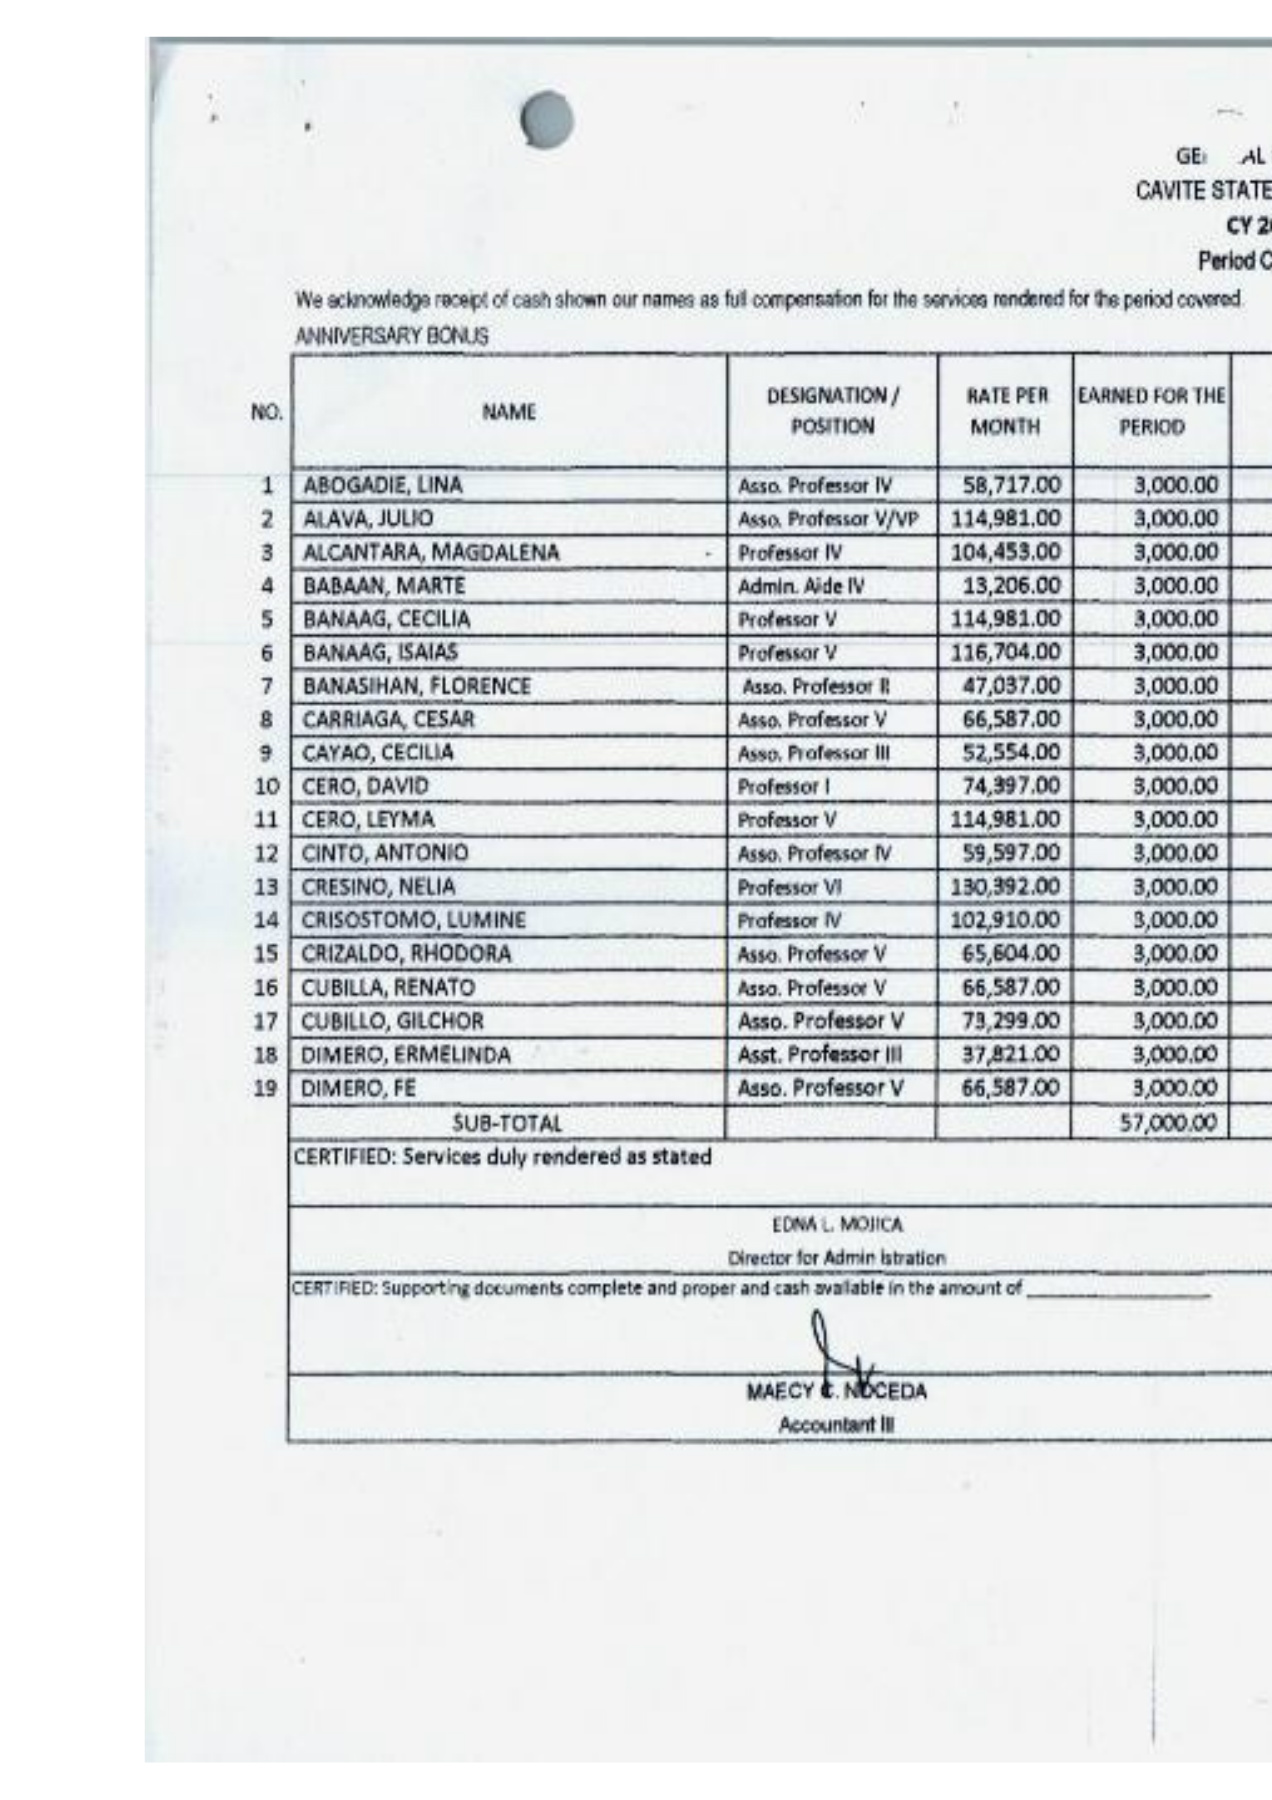 AL
CAVITE STATE
CY
Period
We acknowledge receipt of cash shown our names as full compensation for the services rendered for the period covered.
ANNIVERSARY BONUS
NO. NAME DESIGNATION / POSITION RATE PER MONTH EARNED FOR THE PERIOD
1 ABOGADIE, LINA Asso. Professor IV 58,717.00 3,000.00
2 ALAVA, JULIO Asso. Professor V/VP 114,981.00 3,000.00
3 ALCANTARA, MAGDALENA Professor IV 104,453.00 3,000.00
4 BABAAN, MARTE Admin. Aide IV 13,206.00 3,000.00
5 BANAAG, CECILIA Professor V 114,981.00 3,000.00
6 BANAAG, ISAIAS Professor V 116,704.00 3,000.00
7 BANASIHAN, FLORENCE Asso. Professor II 47,037.00 3,000.00
8 CARRIAGA, CESAR Asso. Professor V 66,587.00 3,000.00
9 CAYAO, CECILIA Asso. Professor III 52,554.00 3,000.00
10 CERO, DAVID Professor I 74,397.00 3,000.00
11 CERO, LEYMA Professor V 114,981.00 3,000.00
12 CINTO, ANTONIO Asso. Professor IV 59,597.00 3,000.00
13 CRESINO, NELIA Professor VI 130,392.00 3,000.00
14 CRISOSTOMO, LUMINE Professor IV 102,910.00 3,000.00
15 CRIZALDO, RHODORA Asso. Professor V 65,604.00 3,000.00
16 CUBILLA, RENATO Asso. Professor V 66,587.00 3,000.00
17 CUBILLO, GILCHOR Asso. Professor V 73,299.00 3,000.00
18 DIMERO, ERMELINDA Asst. Professor III 37,821.00 3,000.00
19 DIMERO, FE Asso. Professor V 66,587.00 3,000.00
SUB-TOTAL 57,000.00
CERTIFIED: Services duly rendered as stated
EDNA L. MOJICA
Director for Admin istration
CERTIFIED: Supporting documents complete and proper and cash available in the amount of
MAECY C. NOCEDA
Accountant III